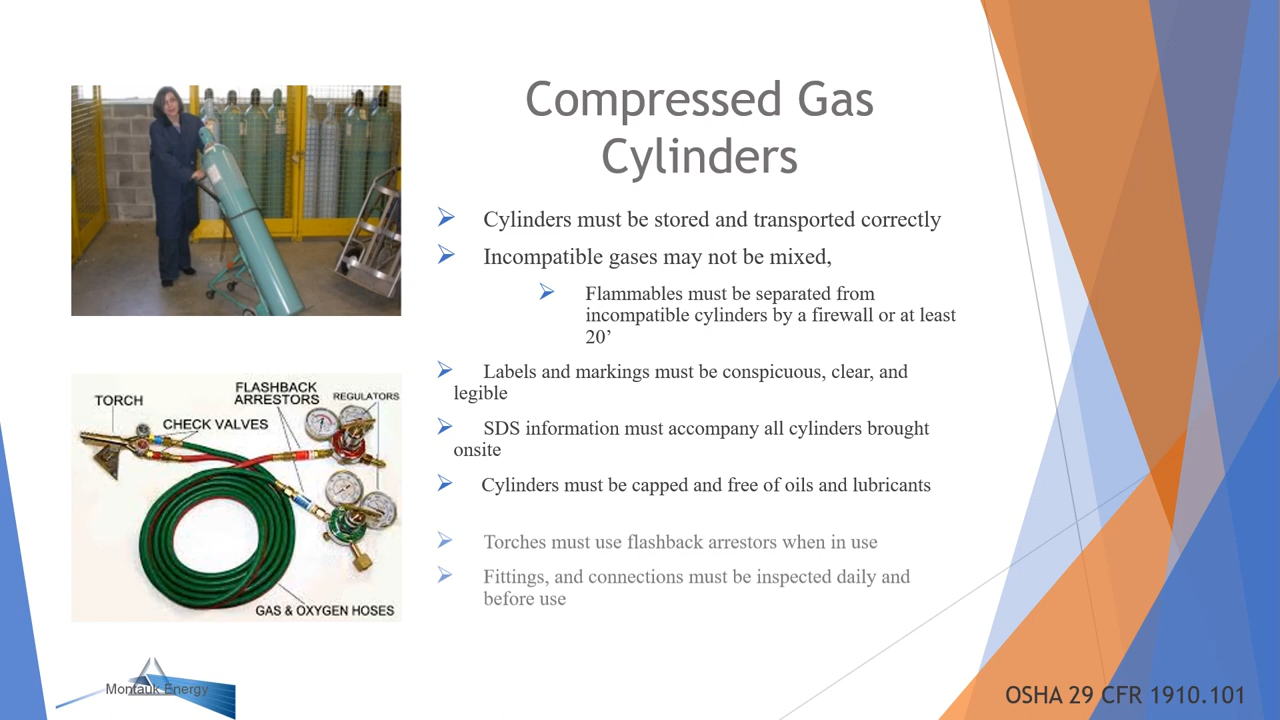 Compressed Gas
Cylinders
Cylinders must be stored and transported correctly
Incompatible gases may not be mixed,
Flammables must be separated from
incompatible cylinders by a firewall or at least
20’
Labels and markings must be conspicuous, clear, and
legible
SDS information must accompany all cylinders brought
onsite
Cylinders must be capped and free of oils and lubricants
Torches must use flashback arrestors when in use
Fittings, and connections must be inspected daily and
before use
TORCH
FLASHBACK
ARRESTORS
REGULATORS
CHECK VALVES
GAS & OXYGEN HOSES
Montauk Energy
OSHA 29 CFR 1910.101